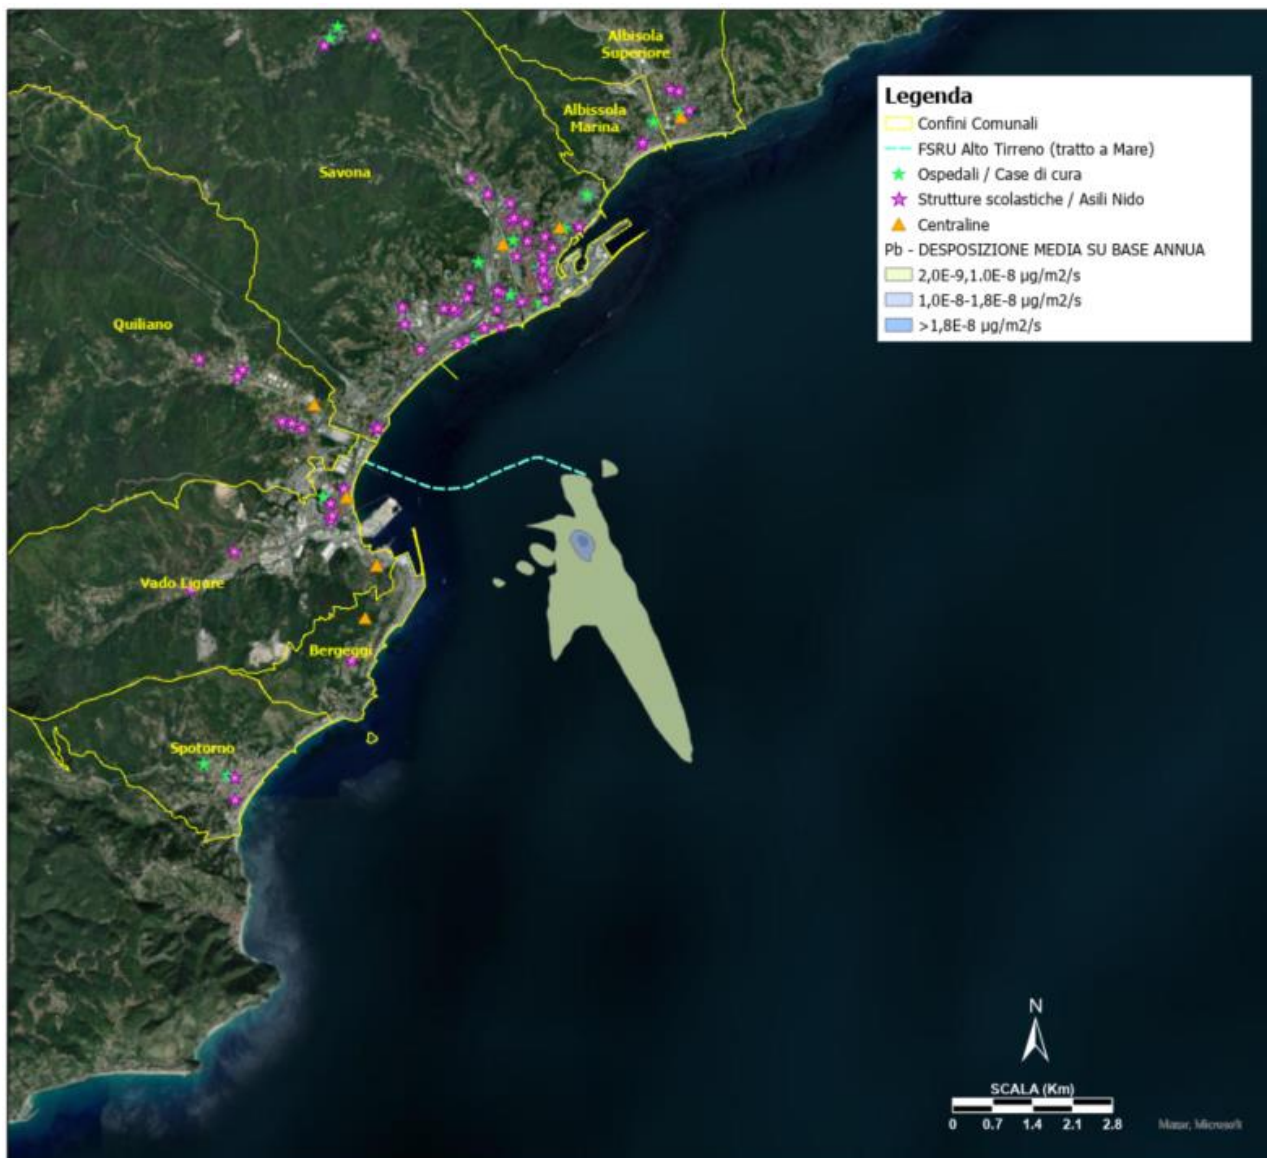 Albisola
Superiore
Albissola
Marina
Savona
Quiliano
Vado Ligure
Bergeggi
Spotorno
Legenda
Confini Comunali
FSRU Alto Tirreno (tratto a Mare)
Ospedali / Case di cura
Strutture scolastiche / Asili Nido
Centraline
Pb - DESPOSIZIONE MEDIA SU BASE ANNUA
2,0E-9,1.0E-8 µg/m2/s
1,0E-8-1,8E-8 µg/m2/s
>1,8E-8 µg/m2/s
N
SCALA (Km)
0 0.7 1.4 2.1 2.8
Maxar, Microsoft